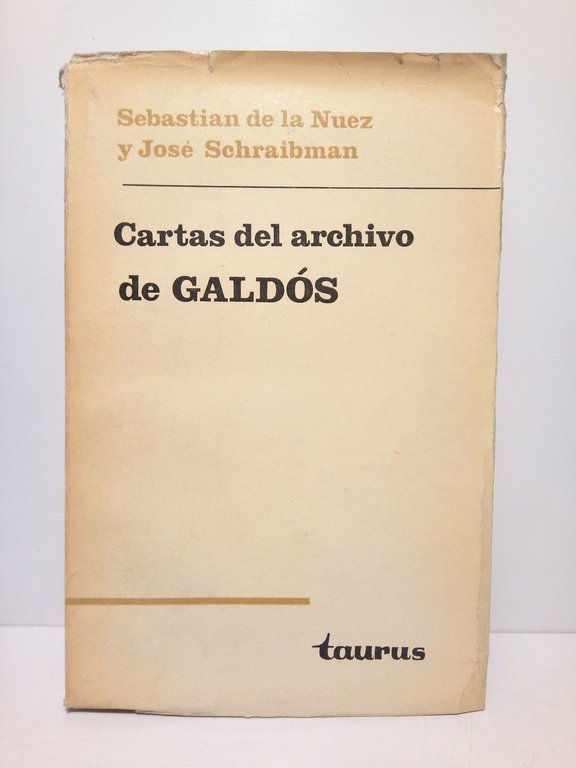 Sebastian de la Nuez
y José Schraibman
Cartas del archivo
de GALDÓS
taurus